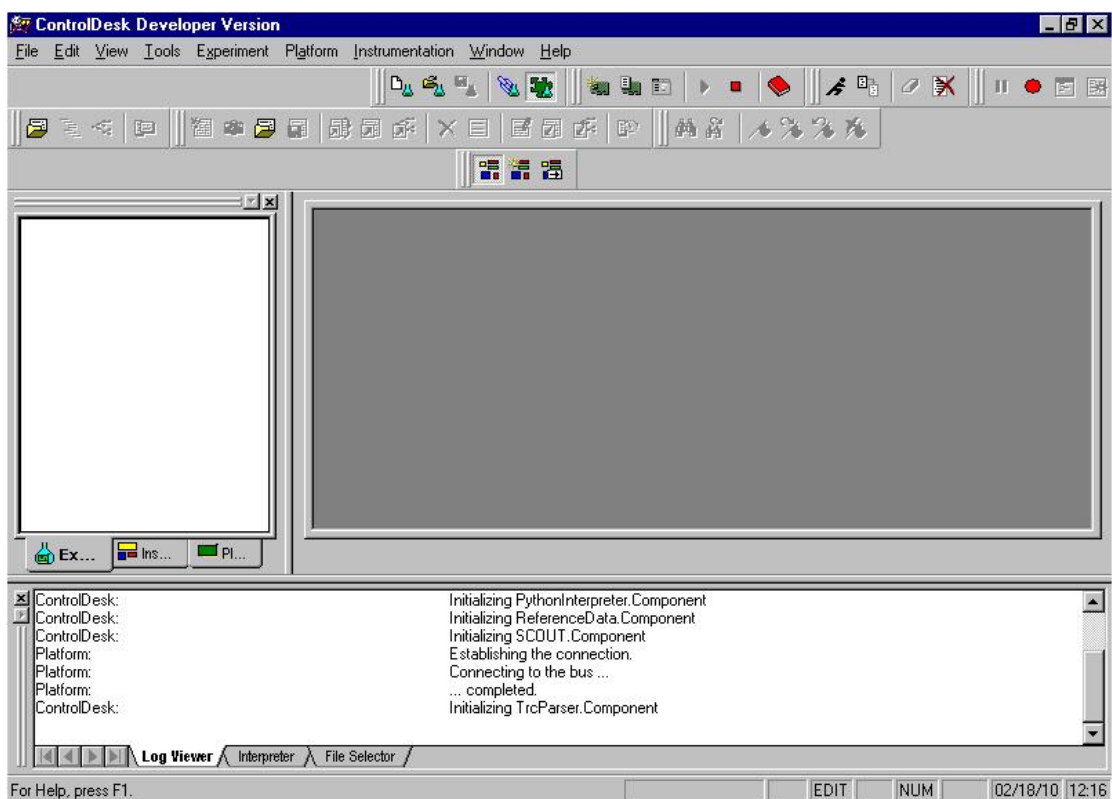 ControlDesk Developer Version
File Edit View Tools Experiment Platform Instrumentation Window Help
Ex... Ins... Pl...
ControlDesk: Initializing PythonInterpreter.Component
ControlDesk: Initializing ReferenceData.Component
ControlDesk: Initializing SCOUT.Component
Platform: Establishing the connection.
Platform: Connecting to the bus ...
Platform: ... completed.
ControlDesk: Initializing TrcParser.Component
Log Viewer Interpreter File Selector
For Help, press F1. EDIT NUM 02/18/10 12:16